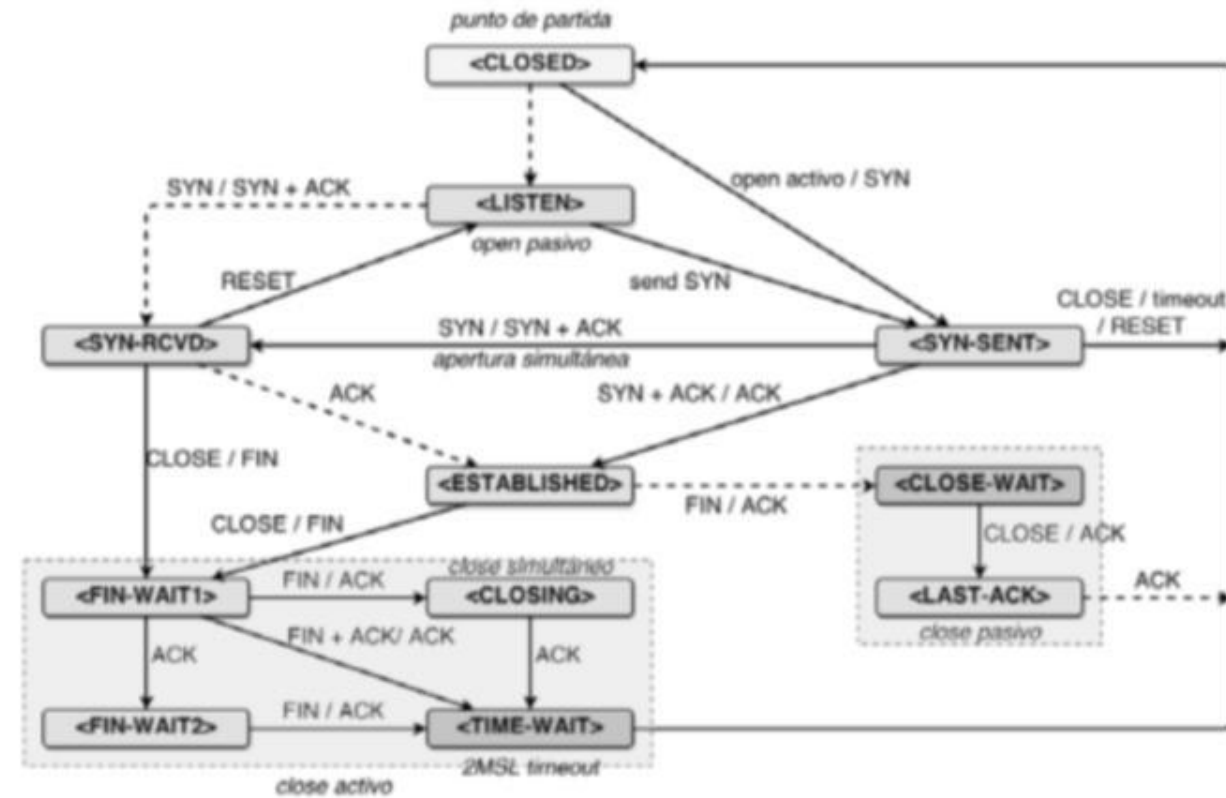 punto de partida
<CLOSED>
open activo / SYN
SYN / SYN + ACK
<LISTEN>
open pasivo
RESET
send SYN
CLOSE / timeout
/ RESET
<SYN-RCVD>
SYN / SYN + ACK
apertura simultánea
<SYN-SENT>
ACK
SYN + ACK / ACK
CLOSE / FIN
<ESTABLISHED>
FIN / ACK
<CLOSE-WAIT>
CLOSE / FIN
CLOSE / ACK
close simultáneo
<FIN-WAIT1>
FIN / ACK
<CLOSING>
<LAST-ACK>
ACK
close pasivo
FIN + ACK/ ACK
ACK
ACK
<FIN-WAIT2>
FIN / ACK
<TIME-WAIT>
2MSL timeout
close activo